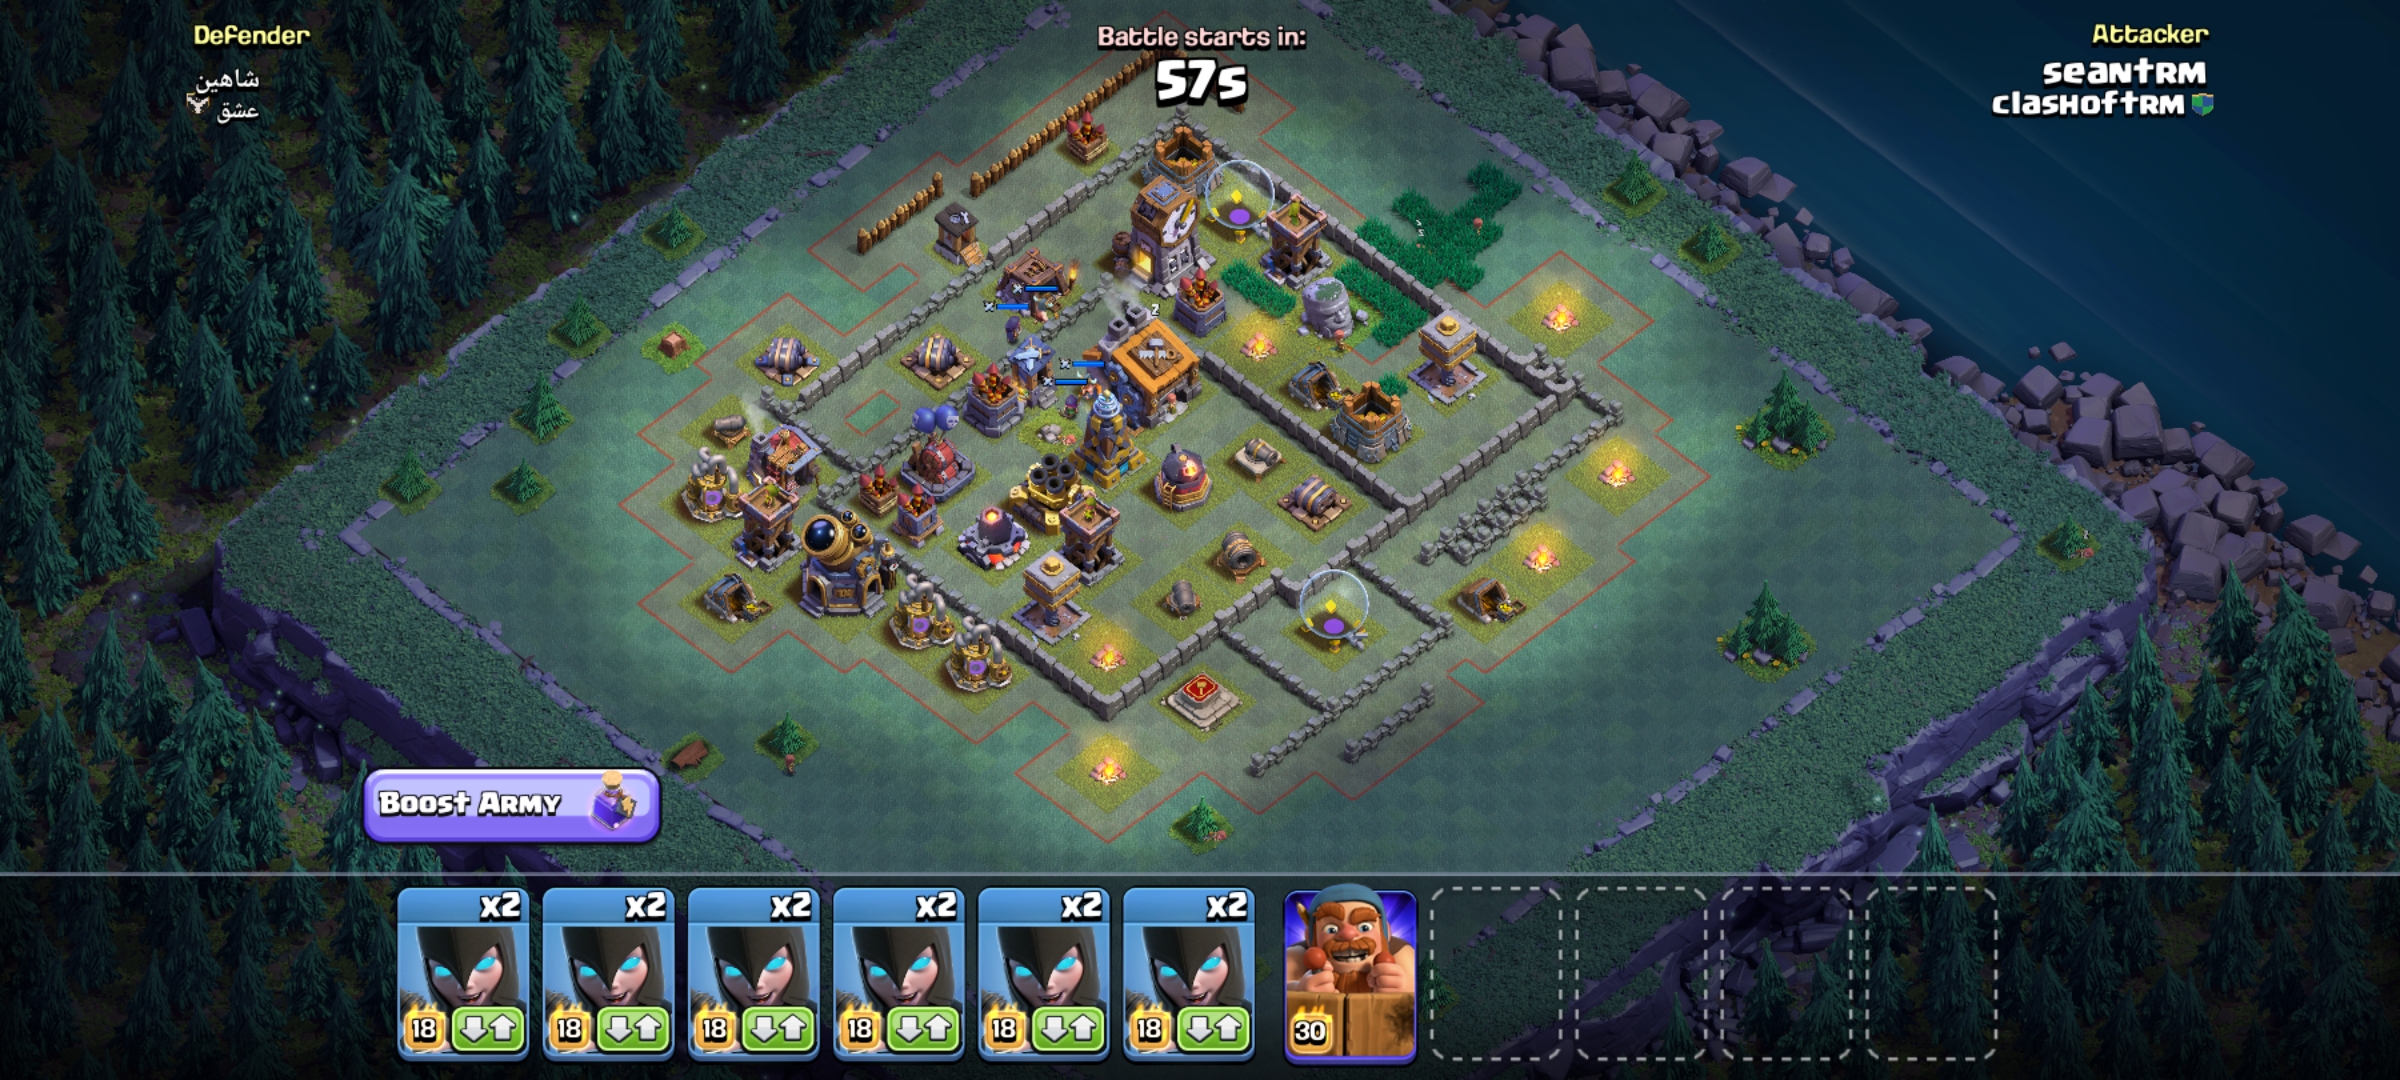 Defender
شاهين
عشق
Battle starts in:
57s
Attacker
seantRM
clashoftRM
z
Boost Army
x2
x2
x2
x2
x2
x2
18
18
18
18
18
18
30